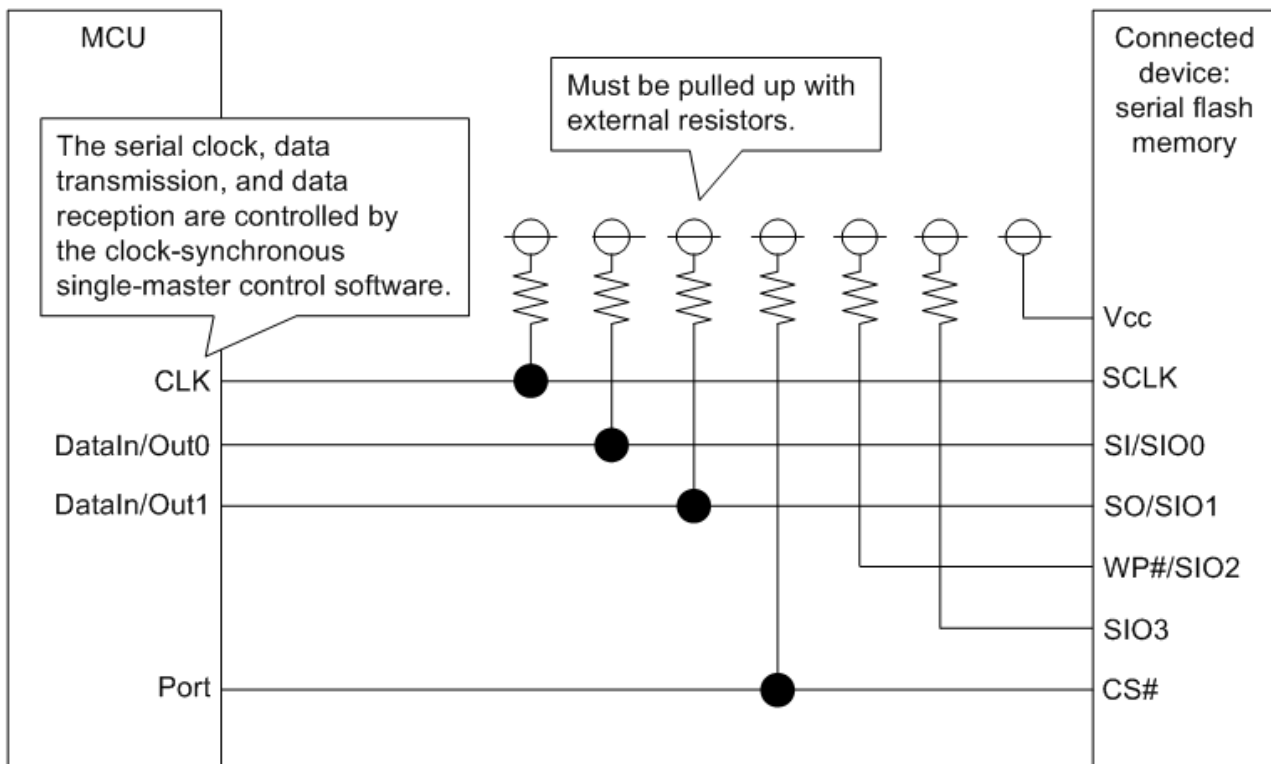 MCU
The serial clock, data
transmission, and data
reception are controlled by
the clock-synchronous
single-master control software.
Must be pulled up with
external resistors.
Connected
device:
serial flash
memory
Vcc
CLK
SCLK
DataIn/Out0
SI/SIO0
DataIn/Out1
SO/SIO1
WP#/SIO2
SIO3
Port
CS#